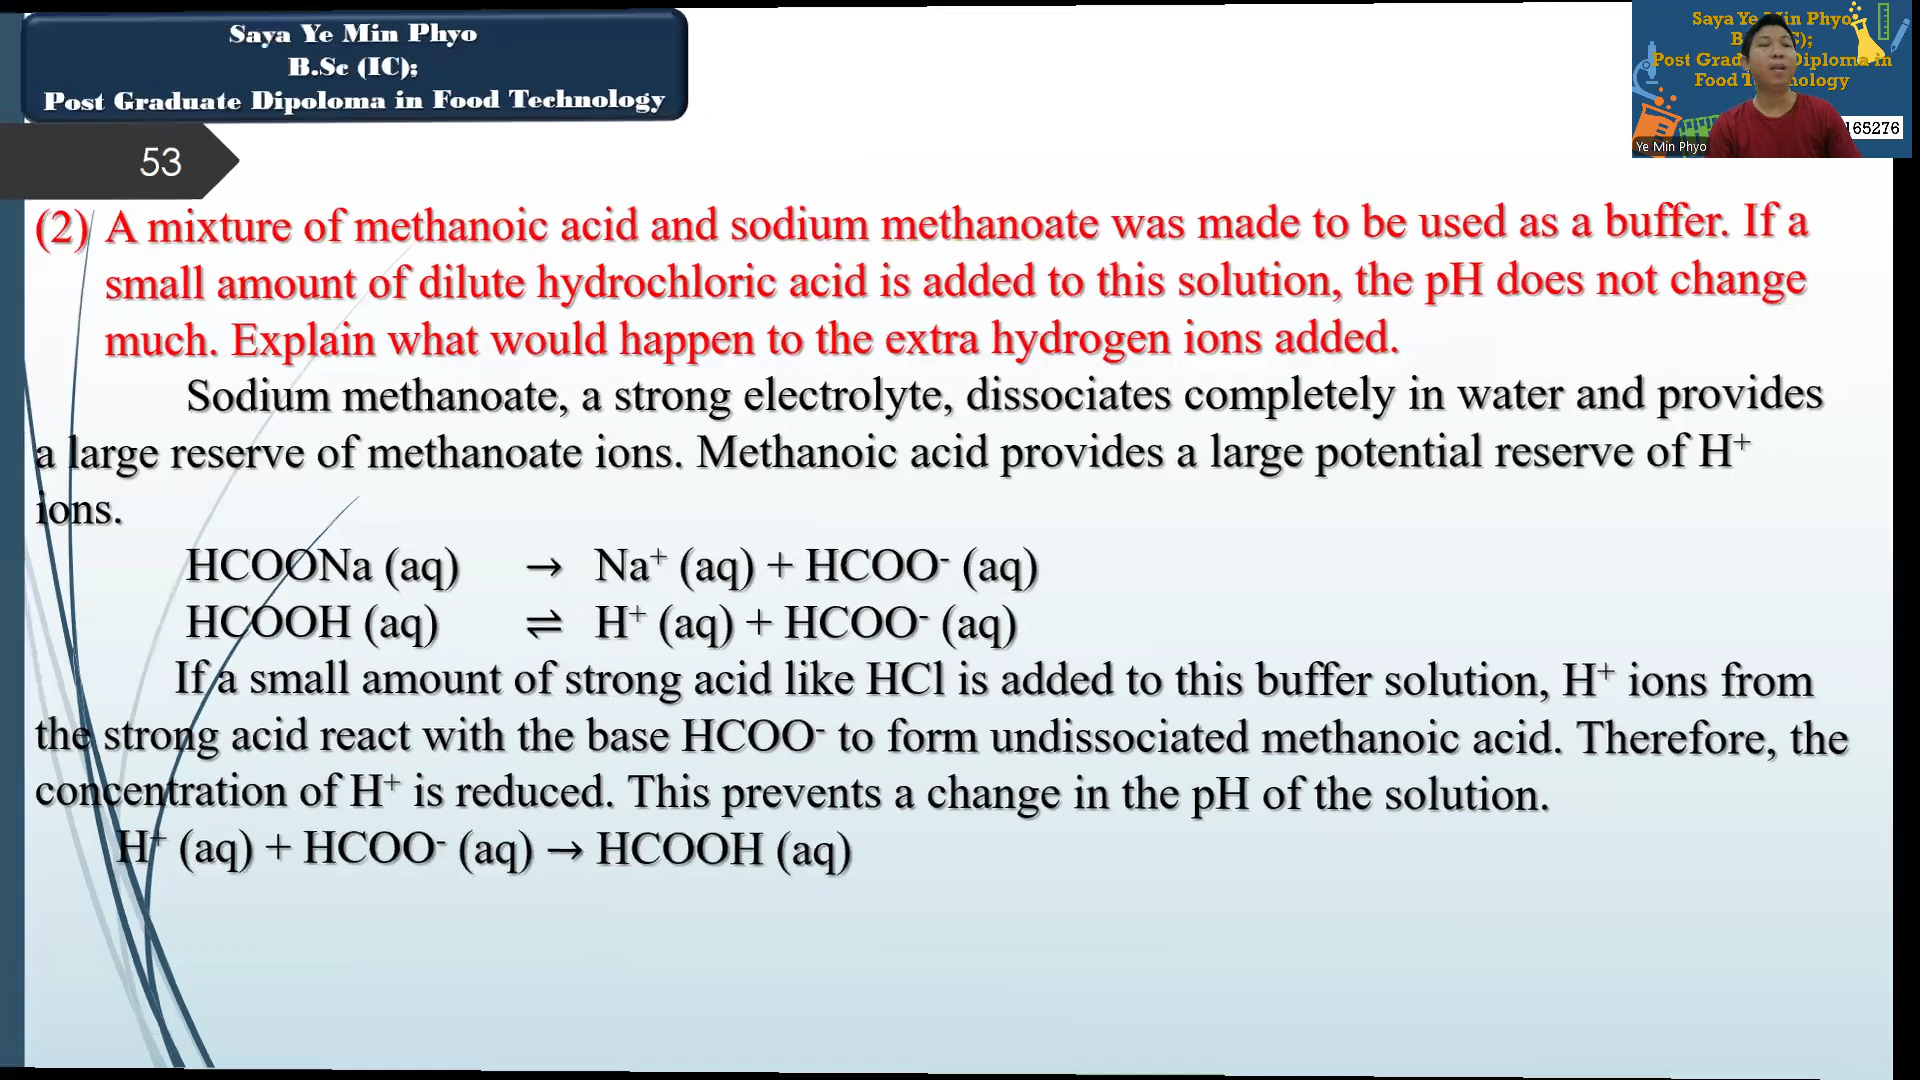 Saya Ye Min Phyo
B.Sc (IC);
Post Graduate Dipoloma in Food Technology
53
Saya Ye Min Phyo
Post Grad Diploma in
Food T nology
165276
Ye Min Phyo
(2) A mixture of methanoic acid and sodium methanoate was made to be used as a buffer. If a
small amount of dilute hydrochloric acid is added to this solution, the pH does not change
much. Explain what would happen to the extra hydrogen ions added.
Sodium methanoate, a strong electrolyte, dissociates completely in water and provides
a large reserve of methanoate ions. Methanoic acid provides a large potential reserve of H⁺
ions.
HCOONa (aq) → Na⁺ (aq) + HCOO⁻ (aq)
HCOOH (aq) ⇌ H⁺ (aq) + HCOO⁻ (aq)
If a small amount of strong acid like HCl is added to this buffer solution, H⁺ ions from
the strong acid react with the base HCOO⁻ to form undissociated methanoic acid. Therefore, the
concentration of H⁺ is reduced. This prevents a change in the pH of the solution.
H⁺ (aq) + HCOO⁻ (aq) → HCOOH (aq)